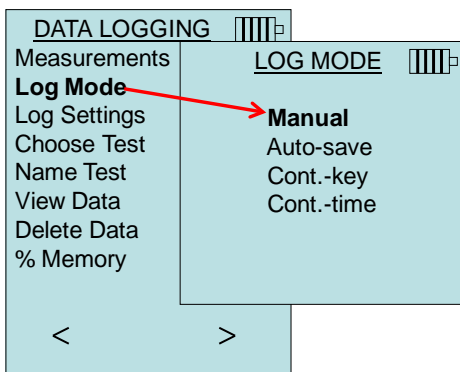 DATA LOGGING
Measurements
Log Mode
Log Settings
Choose Test
Name Test
View Data
Delete Data
% Memory
< >
LOG MODE
Manual
Auto-save
Cont.-key
Cont.-time